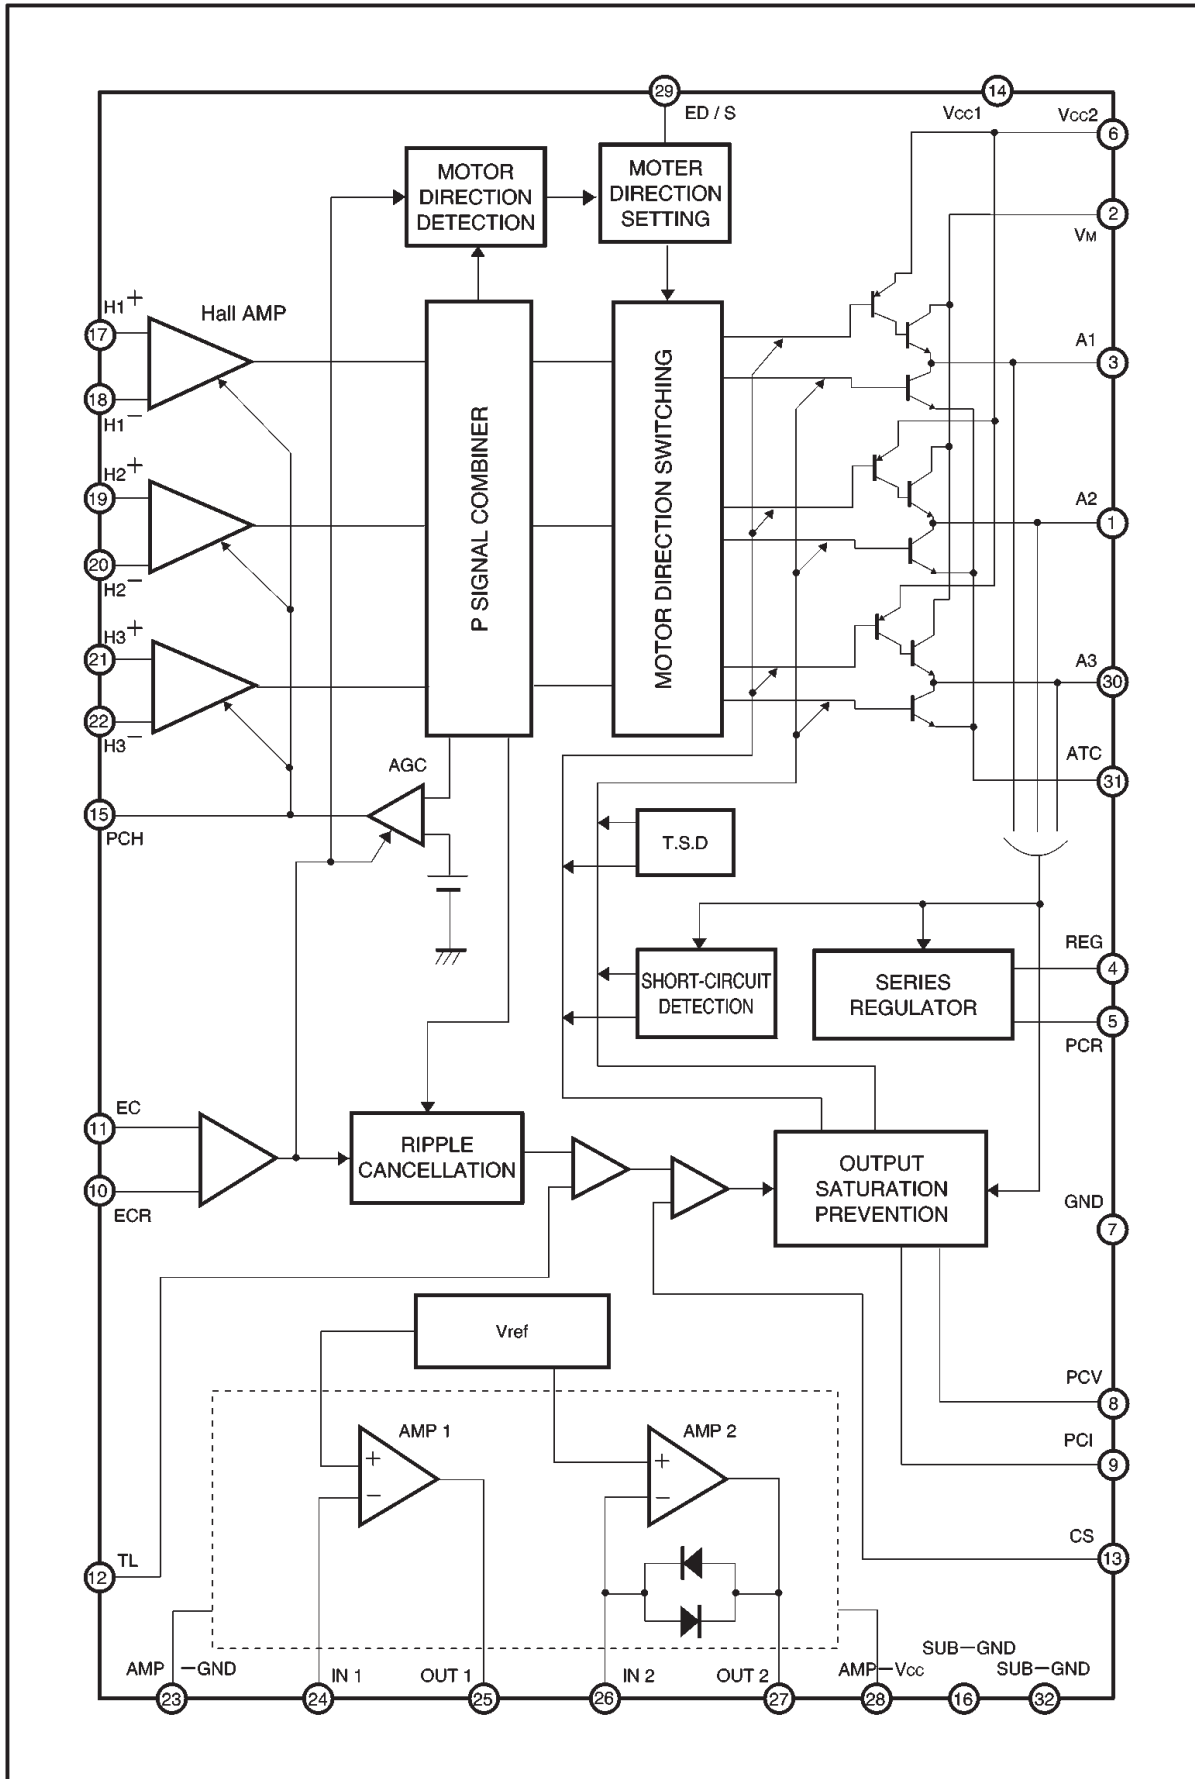 29
ED / S
14
VCC1
VCC2
6
MOTOR
DIRECTION
DETECTION
MOTER
DIRECTION
SETTING
2
VM
H1+
Hall AMP
17
18
H1−
A1
3
H2+
19
20
H2−
P SIGNAL COMBINER
MOTOR DIRECTION SWITCHING
A2
1
H3+
21
22
H3−
A3
30
ATC
31
AGC
15
PCH
T.S.D
REG
4
SHORT-CIRCUIT
DETECTION
SERIES
REGULATOR
5
PCR
EC
11
10
ECR
RIPPLE
CANCELLATION
OUTPUT
SATURATION
PREVENTION
GND
7
Vref
PCV
8
AMP 1
+
−
AMP 2
+
−
PCI
9
CS
13
TL
12
AMP −GND
23
IN 1
24
OUT 1
25
IN 2
26
OUT 2
27
AMP−VCC
28
SUB−GND
16
SUB−GND
32